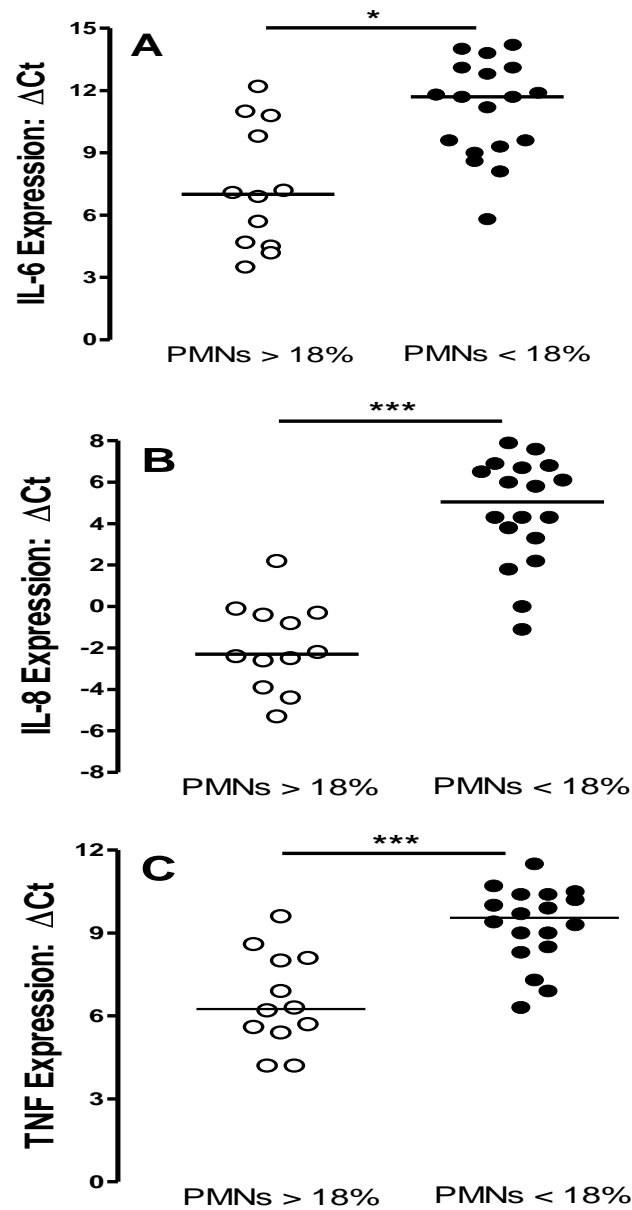 *
A
15
12
9
6
3
0
IL-6 Expression: ΔCt
PMNs > 18%
PMNs < 18%
***
B
8
6
4
2
0
-2
-4
-6
-8
IL-8 Expression: ΔCt
PMNs > 18%
PMNs < 18%
***
C
12
9
6
3
0
TNF Expression: ΔCt
PMNs > 18%
PMNs < 18%